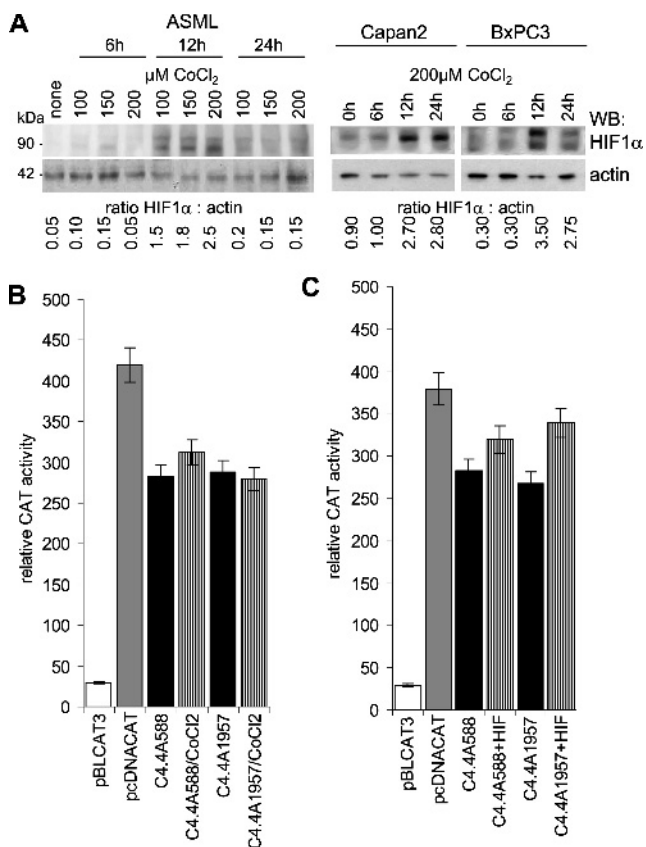 A
ASML
6h 12h 24h
µM CoCl2
none 100 150 200 100 150 200 100 150 200
kDa
90
42
ratio HIF1α : actin
0.05 0.10 0.15 0.05 1.5 1.8 2.5 0.2 0.15 0.15
Capan2 BxPC3
200µM CoCl2
0h 6h 12h 24h 0h 6h 12h 24h
WB:
HIF1α
actin
ratio HIF1α : actin
0.90 1.00 2.70 2.80 0.30 0.30 3.50 2.75
B
relative CAT activity
500
450
400
350
300
250
200
150
100
50
0
pBLCAT3
pcDNACAT
C4.4A588
C4.4A588/CoCl2
C4.4A1957
C4.4A1957/CoCl2
C
relative CAT activity
500
450
400
350
300
250
200
150
100
50
0
pBLCAT3
pcDNACAT
C4.4A588
C4.4A588+HIF
C4.4A1957
C4.4A1957+HIF